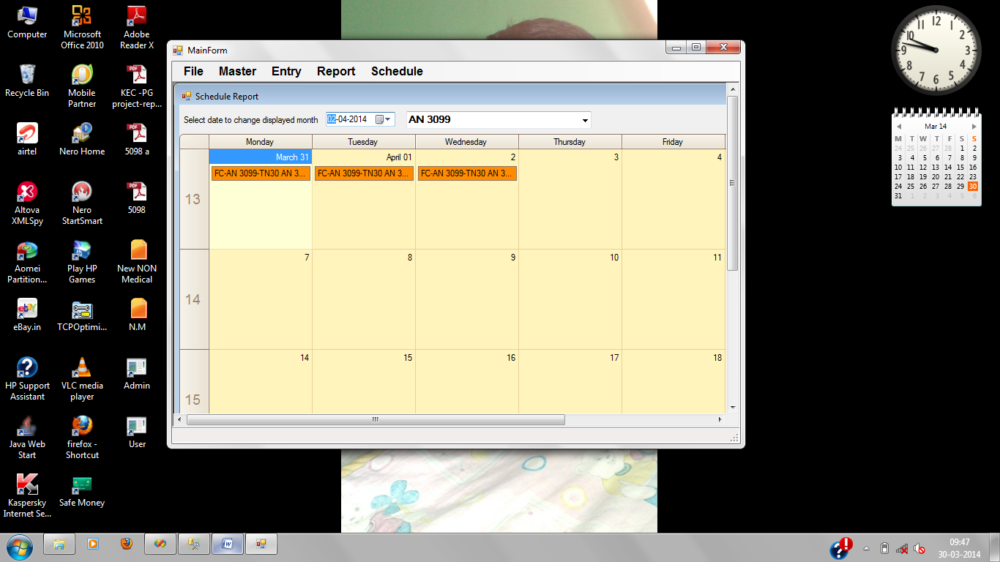 Computer
Microsoft
Office 2010
Adobe
Reader X
Recycle Bin
Mobile
Partner
KEC -PG
project-rep...
airtel
Nero Home
5098 a
Altova
XMLSpy
Nero
StartSmart
5098
Aomei
Partition...
Play HP
Games
New NON
Medical
eBay.in
TCPOptimi...
N.M
HP Support
Assistant
VLC media
player
Admin
Java Web
Start
firefox -
Shortcut
User
Kaspersky
Internet Se...
Safe Money
MainForm
File Master Entry Report Schedule
Schedule Report
Select date to change displayed month 02-04-2014 AN 3099
Monday Tuesday Wednesday Thursday Friday
March 31 April 01 2 3 4
FC-AN 3099-TN30 AN 3... FC-AN 3099-TN30 AN 3... FC-AN 3099-TN30 AN 3...
13
7 8 9 10 11
14
14 15 16 17 18
15
12 1 2 3 4 5 6 7 8 9 10 11
Mar 14
M T W T F S S
24 25 26 27 28 1 2
3 4 5 6 7 8 9
10 11 12 13 14 15 16
17 18 19 20 21 22 23
24 25 26 27 28 29 30
31 1 2 3 4 5 6
09:47
30-03-2014